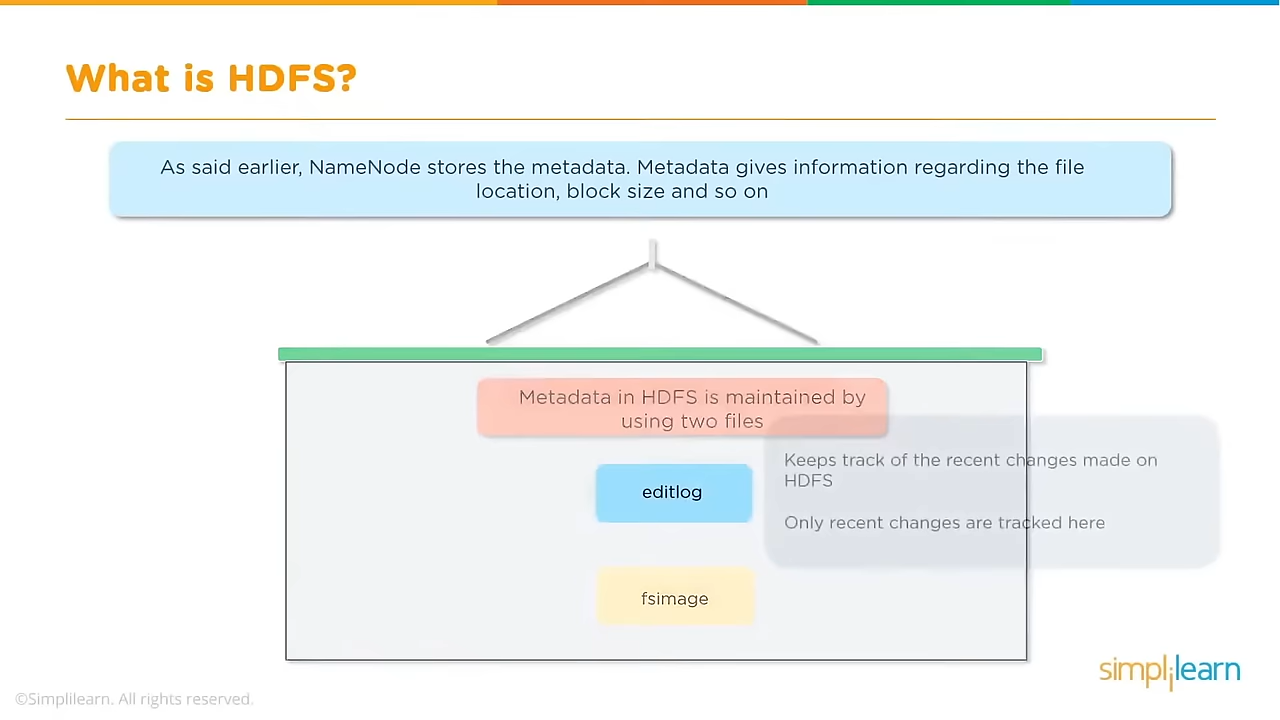 What is HDFS?
As said earlier, NameNode stores the metadata. Metadata gives information regarding the file
location, block size and so on
Metadata in HDFS is maintained by
using two files
editlog
Keeps track of the recent changes made on
HDFS
Only recent changes are tracked here
fsimage
simplilearn
©Simplilearn. All rights reserved.